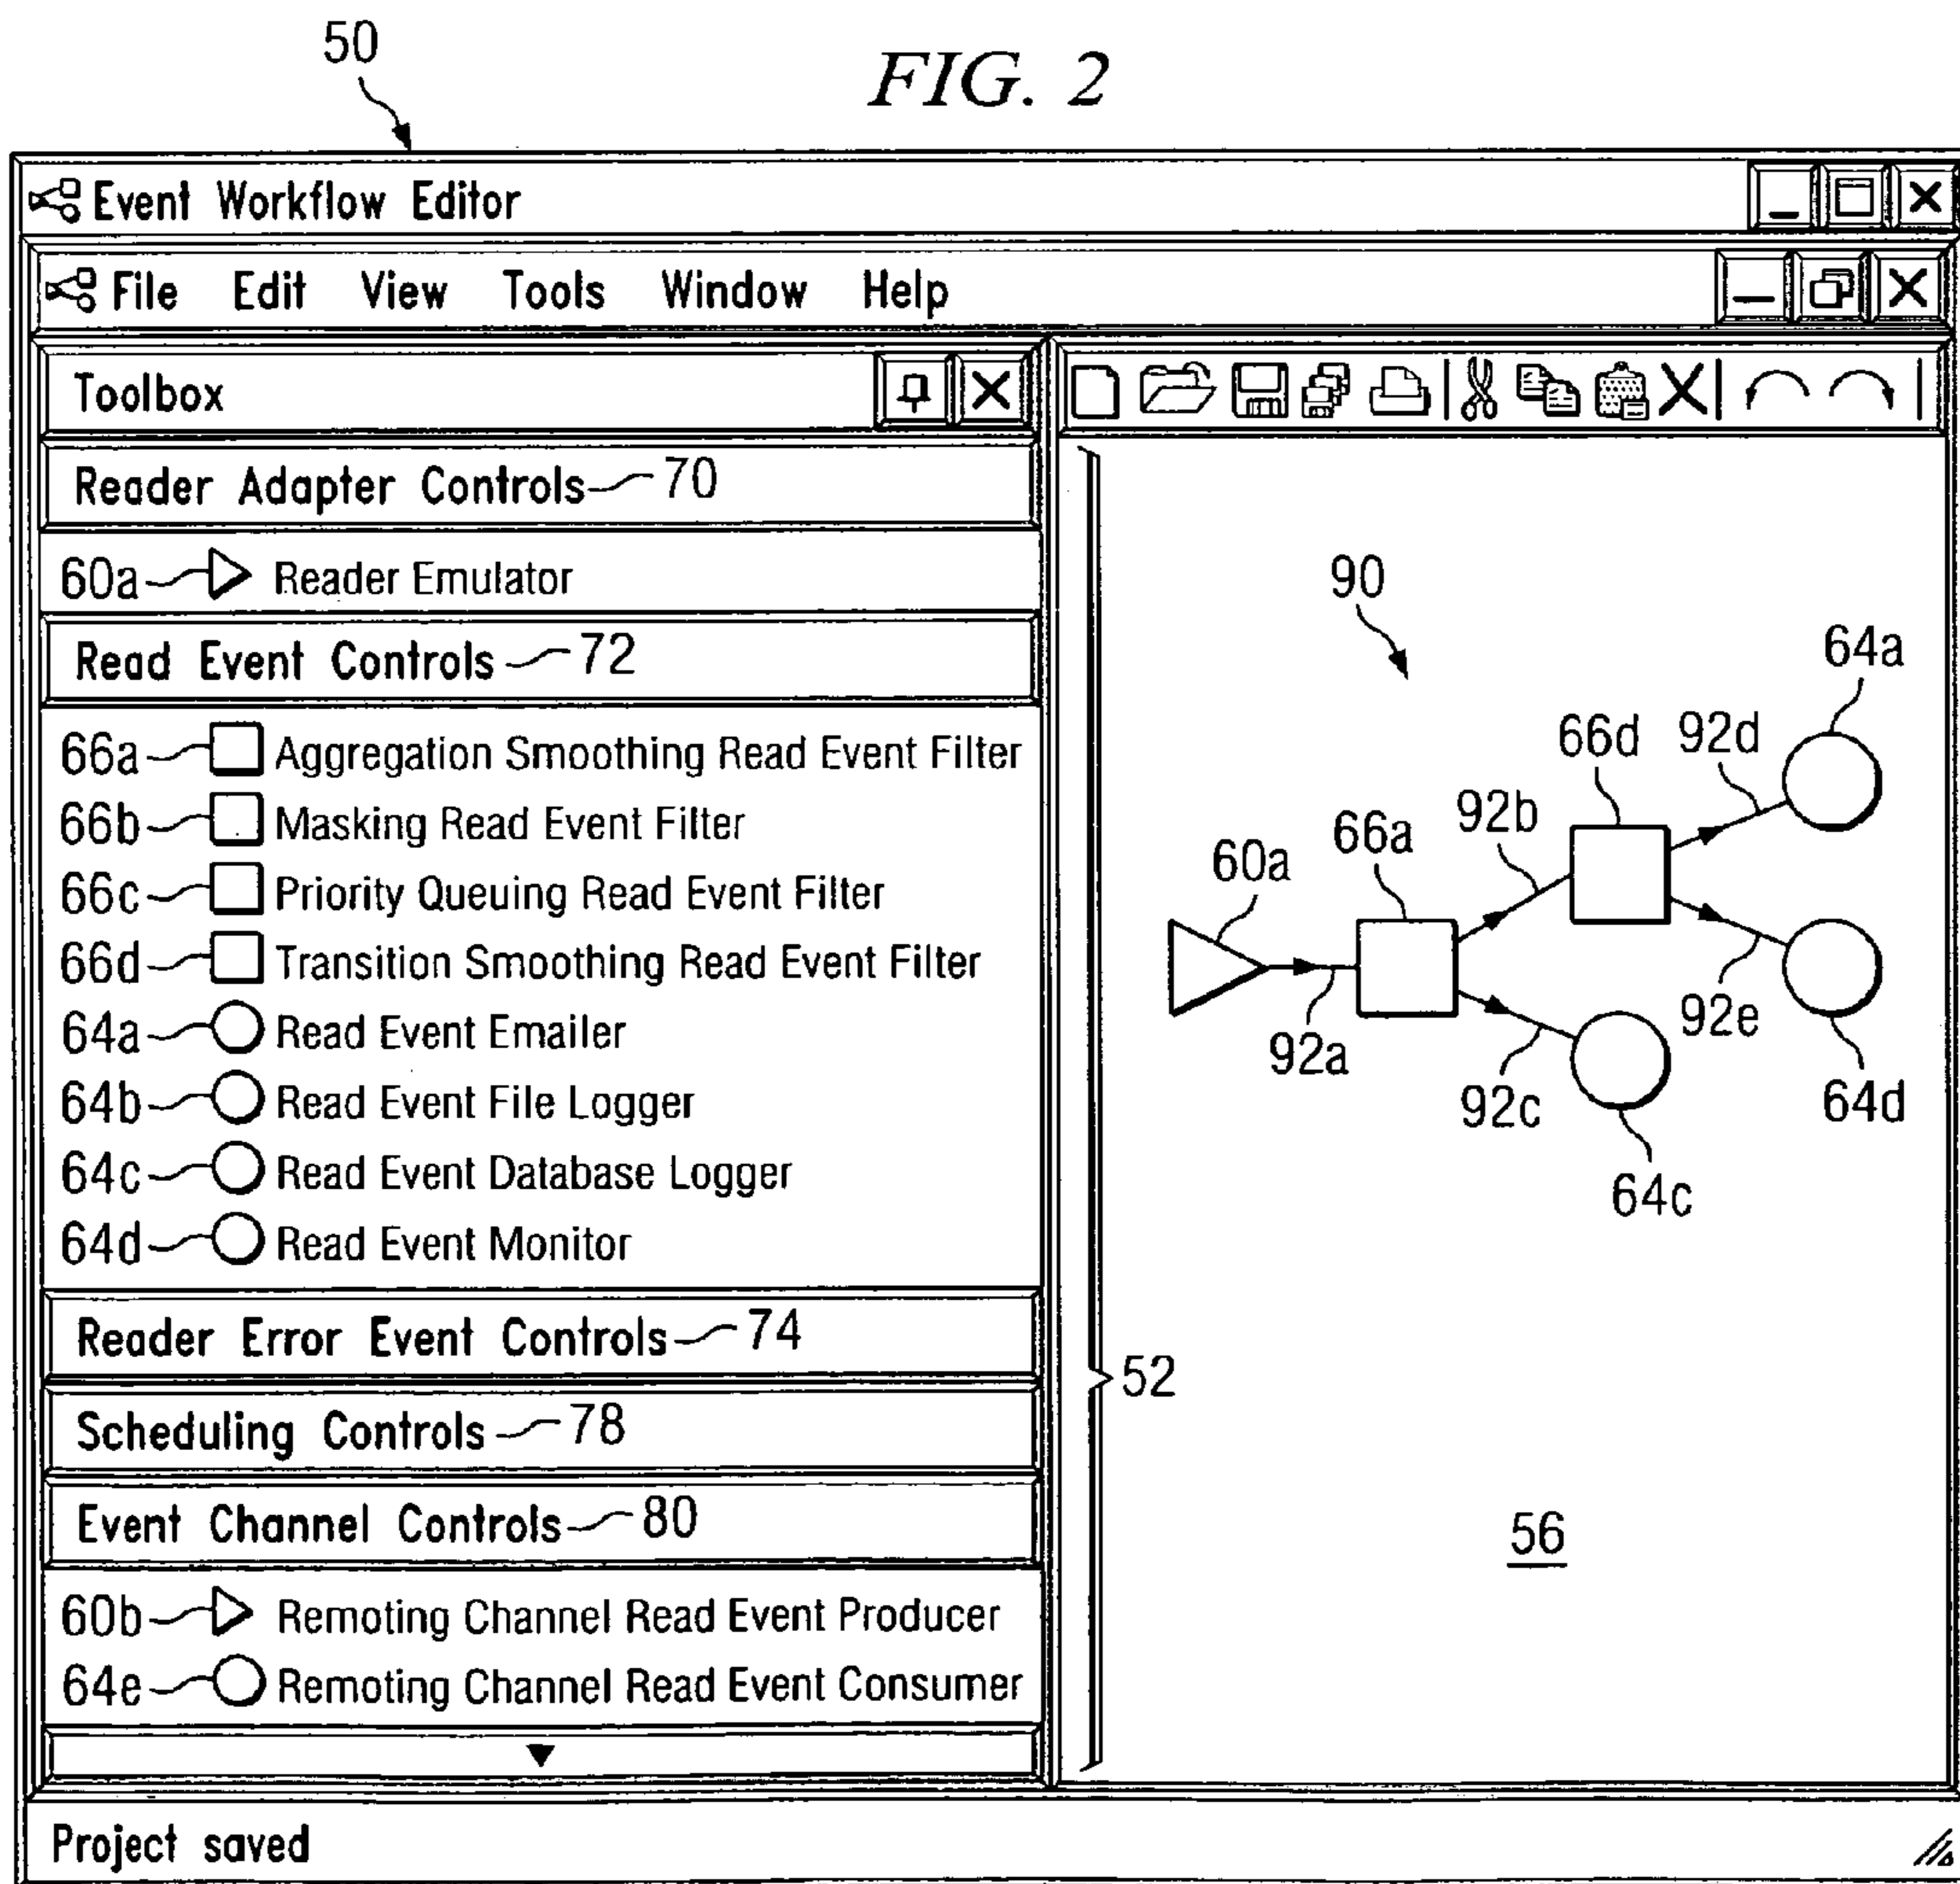 50
FIG. 2
Event Workflow Editor
File Edit View Tools Window Help
Toolbox
Reader Adapter Controls 70
60a Reader Emulator
Read Event Controls 72
66a Aggregation Smoothing Read Event Filter
66b Masking Read Event Filter
66c Priority Queuing Read Event Filter
66d Transition Smoothing Read Event Filter
64a Read Event Emailer
64b Read Event File Logger
64c Read Event Database Logger
64d Read Event Monitor
Reader Error Event Controls 74
Scheduling Controls 78
Event Channel Controls 80
60b Remoting Channel Read Event Producer
64e Remoting Channel Read Event Consumer
Project saved
52
90
64a
66d 92d
92b
66a
60a
92e
92a
92c
64d
64c
56